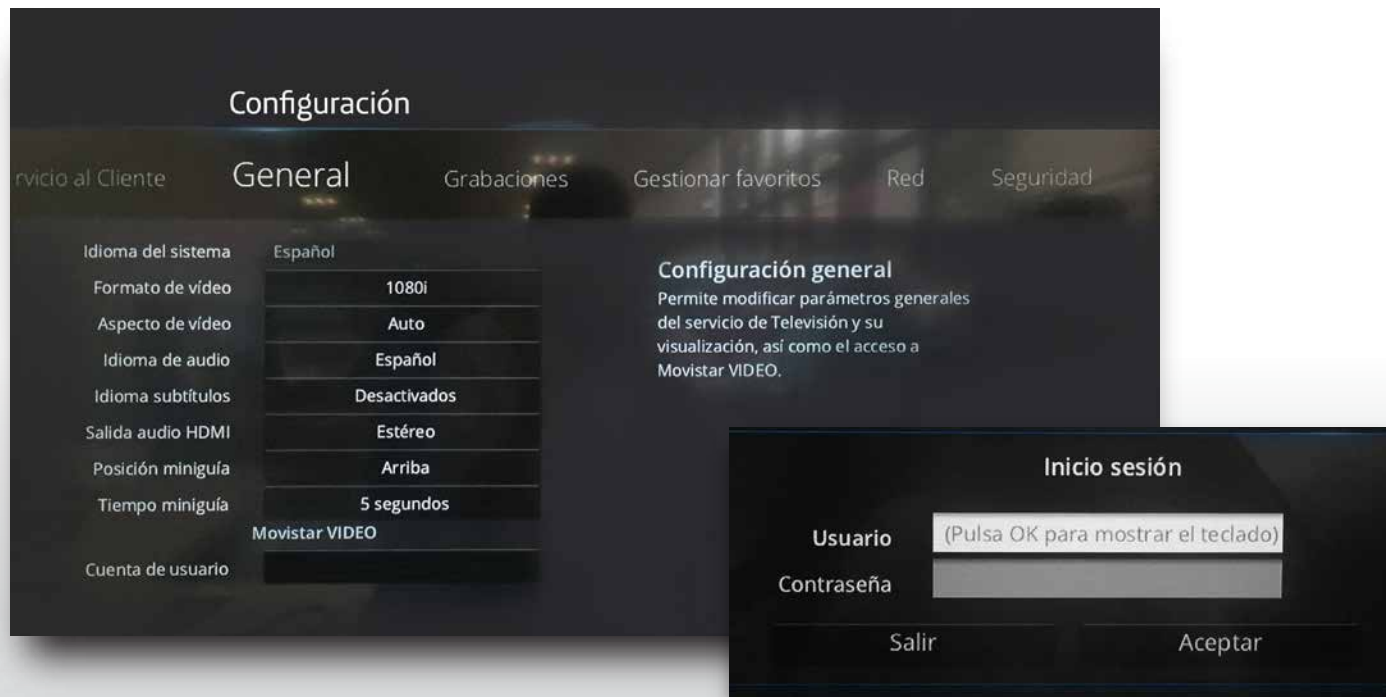 Configuración
rvicio al Cliente General Grabaciones Gestionar favoritos Red Seguridad
Idioma del sistema Español
Formato de vídeo 1080i
Aspecto de vídeo Auto
Idioma de audio Español
Idioma subtítulos Desactivados
Salida audio HDMI Estéreo
Posición miniguía Arriba
Tiempo miniguía 5 segundos
Movistar VIDEO
Cuenta de usuario
Configuración general
Permite modificar parámetros generales
del servicio de Televisión y su
visualización, así como el acceso a
Movistar VIDEO.
Inicio sesión
Usuario (Pulsa OK para mostrar el teclado)
Contraseña
Salir Aceptar